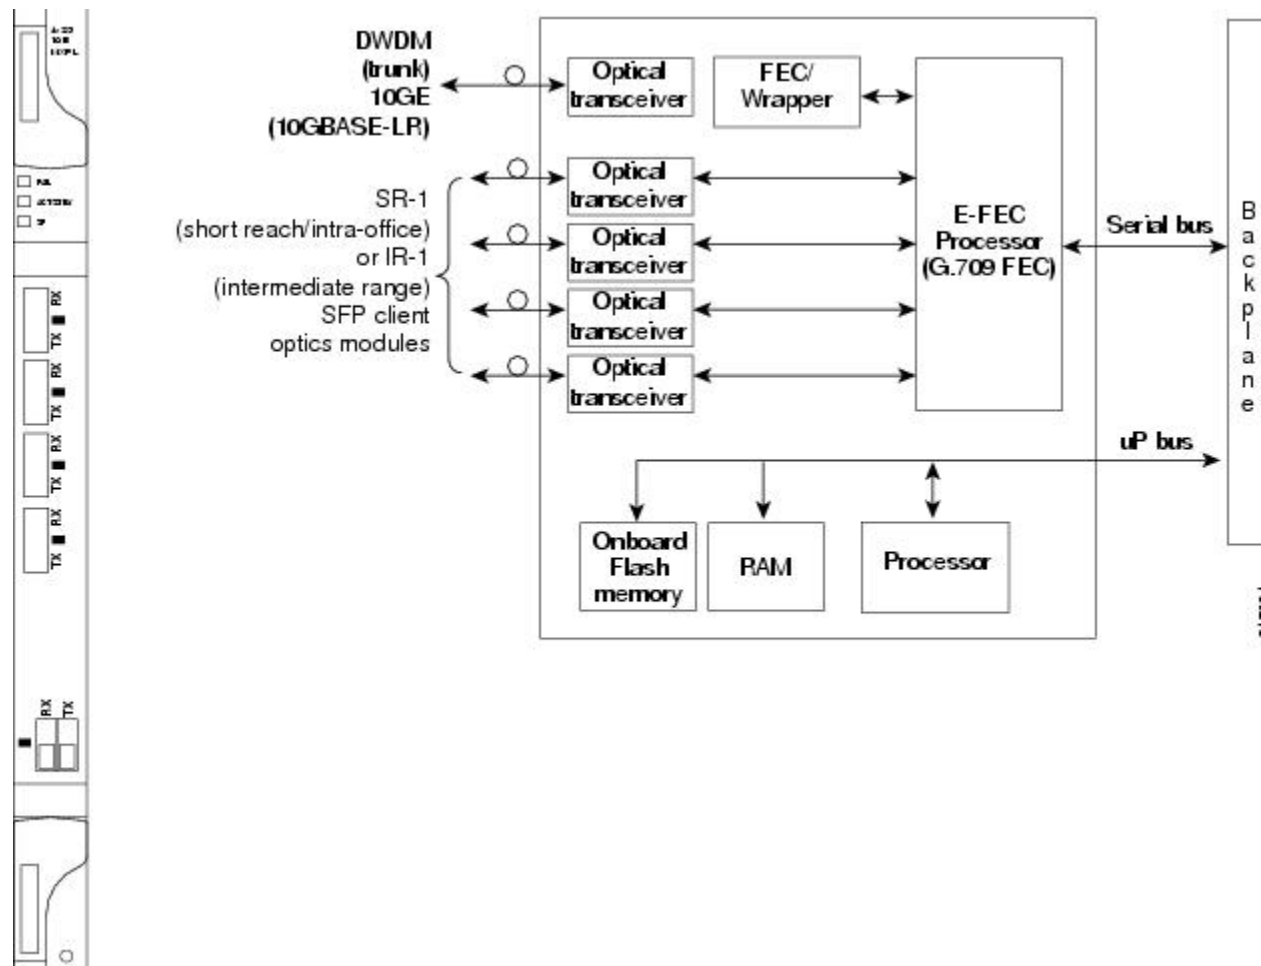 DWDM
(trunk)
10GE
(10GBASE-LR)
Optical
transceiver
FEC/
Wrapper
SR-1
(short reach/intra-office)
or IR-1
(intermediate range)
SFP client
optics modules
Optical
transceiver
Optical
transceiver
Optical
transceiver
Optical
transceiver
E-FEC
Processor
(G.709 FEC)
Serial bus
Backplane
uP bus
Onboard
Flash
memory
RAM
Processor
TX RX
TX RX
TX RX
TX RX
RX
TX